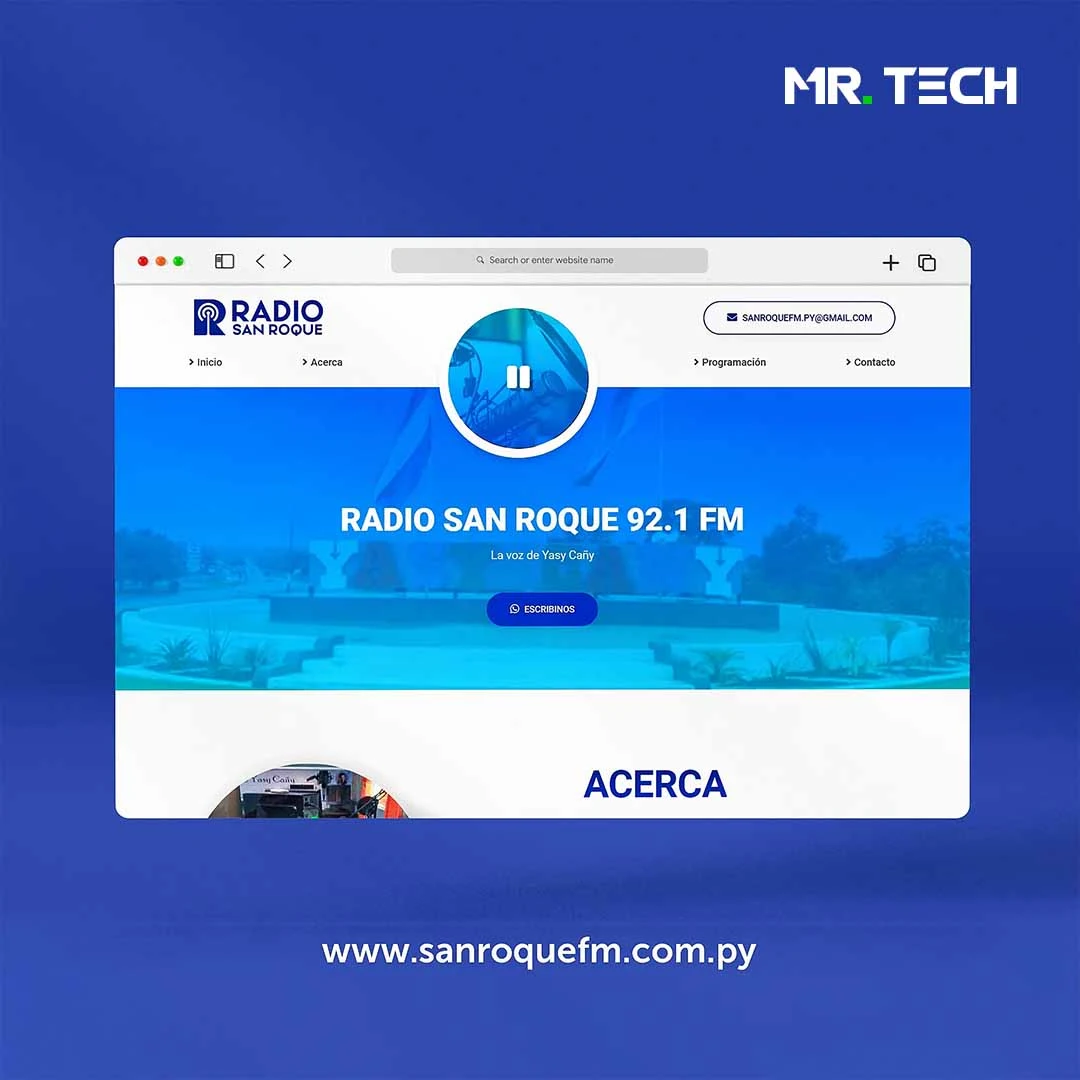 MR. TECH
Search or enter website name
RADIO
SAN ROQUE
SANROQUEFM.PY@GMAIL.COM
Inicio
Acerca
Programación
Contacto
RADIO SAN ROQUE 92.1 FM
La voz de Yasy Cañy
ESCRIBINOS
Yasy Cañy
ACERCA
www.sanroquefm.com.py